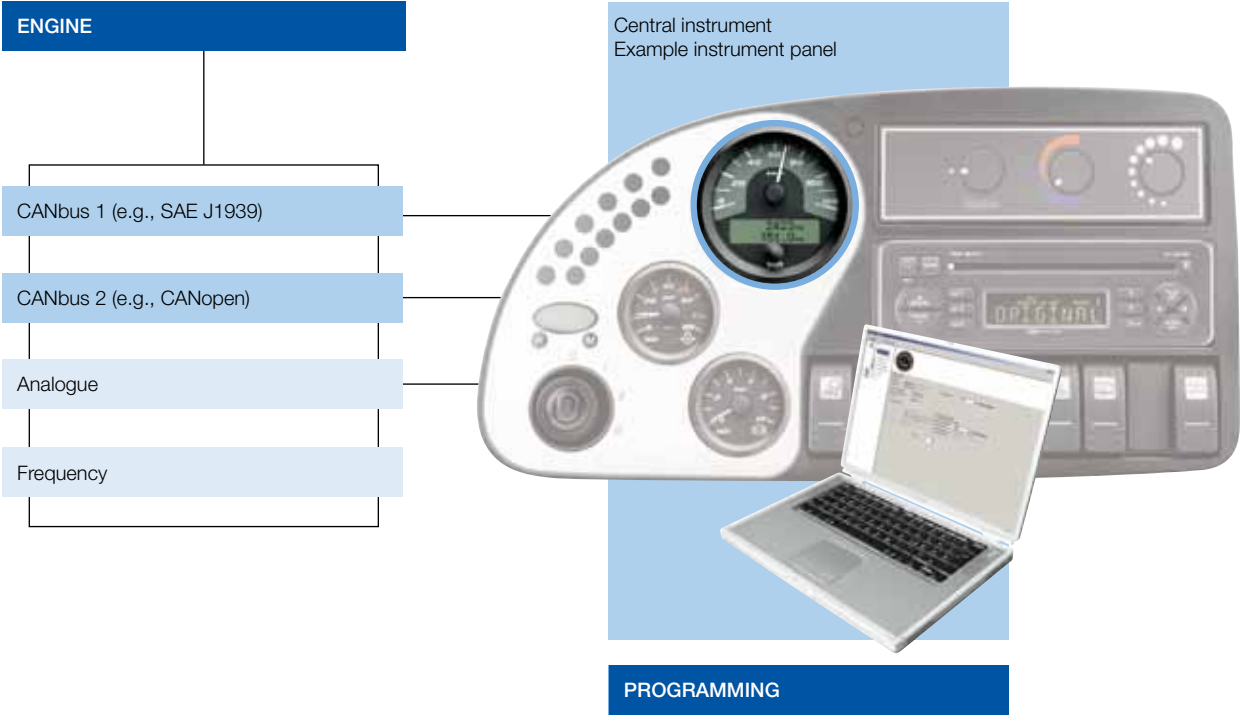 ENGINE
Central instrument
Example instrument panel
CANbus 1 (e.g., SAE J1939)
CANbus 2 (e.g., CANopen)
Analogue
Frequency
PROGRAMMING